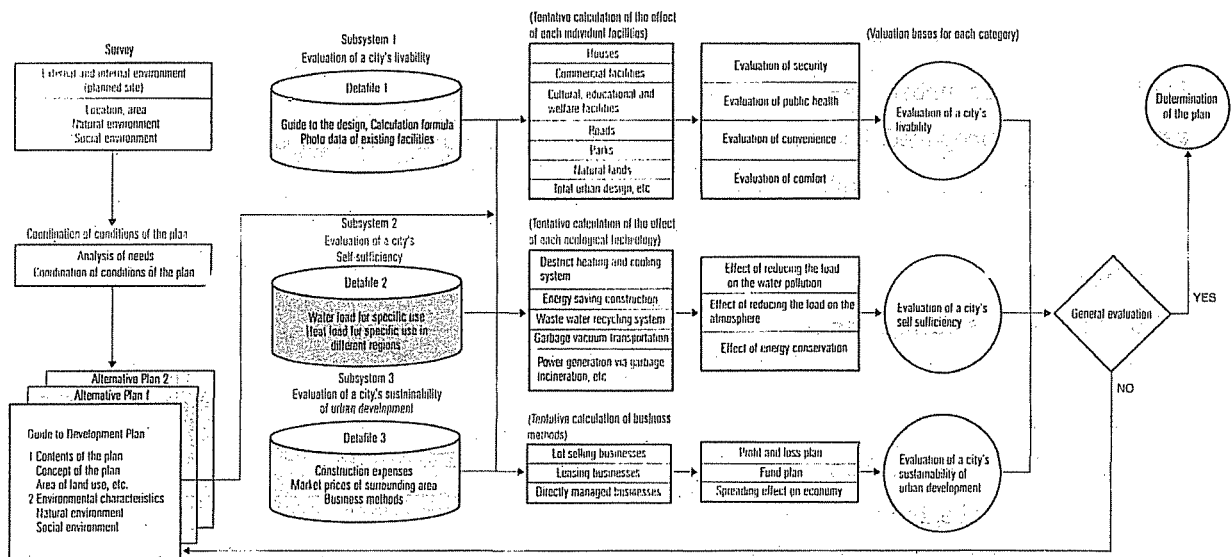 Survey
External and internal environment
(planned site)
Location, area
Natural environment
Social environment
Coordination of conditions of the plan
Analysis of needs
Coordination of conditions of the plan
Alternative Plan 2
Alternative Plan 1
Guide to Development Plan
1 Contents of the plan
Concept of the plan
Area of land use, etc.
2 Environmental characteristics
Natural environment
Social environment
Subsystem 1
Evaluation of a city's livability
Detafile 1
Guide to the design, Calculation formula
Photo data of existing facilities
Subsystem 2
Evaluation of a city's
Self-sufficiency
Detafile 2
Water load for specific use
Heat load for specific use in
different regions
Subsystem 3
Evaluation of a city's sustainability
of urban development
Detafile 3
Construction expenses
Market prices of surrounding area
Business methods
(Tentative calculation of the effect
of each individual facilities)
Houses
Commercial facilities
Cultural, educational and
welfare facilities
Roads
Parks
Natural lands
Total urban design, etc
(Tentative calculation of the effect
of each ecological technology)
Destrict heating and cooling
system
Energy saving construction
Waste water recycling system
Garbage vacuum transportation
Power generation via garbage
incineration, etc
(Tentative calculation of business
methods)
Lot selling businesses
Leasing businesses
Directly managed businesses
Evaluation of security
Evaluation of public health
Evaluation of convenience
Evaluation of comfort
Effect of reducing the load
on the water pollution
Effect of reducing the load on the
atmosphere
Effect of energy conservation
Profit and loss plan
Fund plan
Spreading effect on economy
(Valuation bases for each category)
Evaluation of a city's
livability
Evaluation of a city's
self sufficiency
Evaluation of a city's
sustainability of
urban development
General evaluation
YES
NO
Determination
of the plan